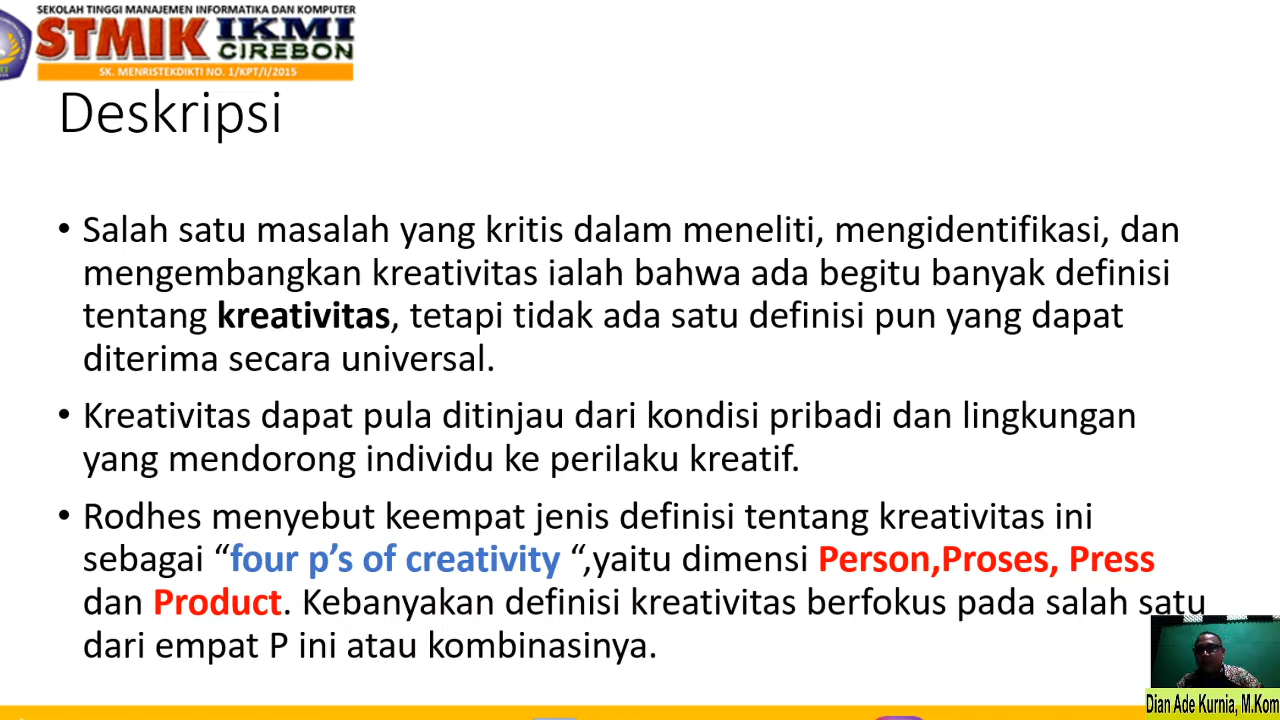 SEKOLAH TINGGI MANAJEMEN INFORMATIKA DAN KOMPUTER
STMIK IKMI
CIREBON
SK. MENRISTEKDIKTI NO. 1/KPT/I/2015
Deskripsi
• Salah satu masalah yang kritis dalam meneliti, mengidentifikasi, dan
mengembangkan kreativitas ialah bahwa ada begitu banyak definisi
tentang kreativitas, tetapi tidak ada satu definisi pun yang dapat
diterima secara universal.
• Kreativitas dapat pula ditinjau dari kondisi pribadi dan lingkungan
yang mendorong individu ke perilaku kreatif.
• Rodhes menyebut keempat jenis definisi tentang kreativitas ini
sebagai “four p’s of creativity “,yaitu dimensi Person,Proses, Press
dan Product. Kebanyakan definisi kreativitas berfokus pada salah satu
dari empat P ini atau kombinasinya.
Dian Ade Kurnia, M.Kom